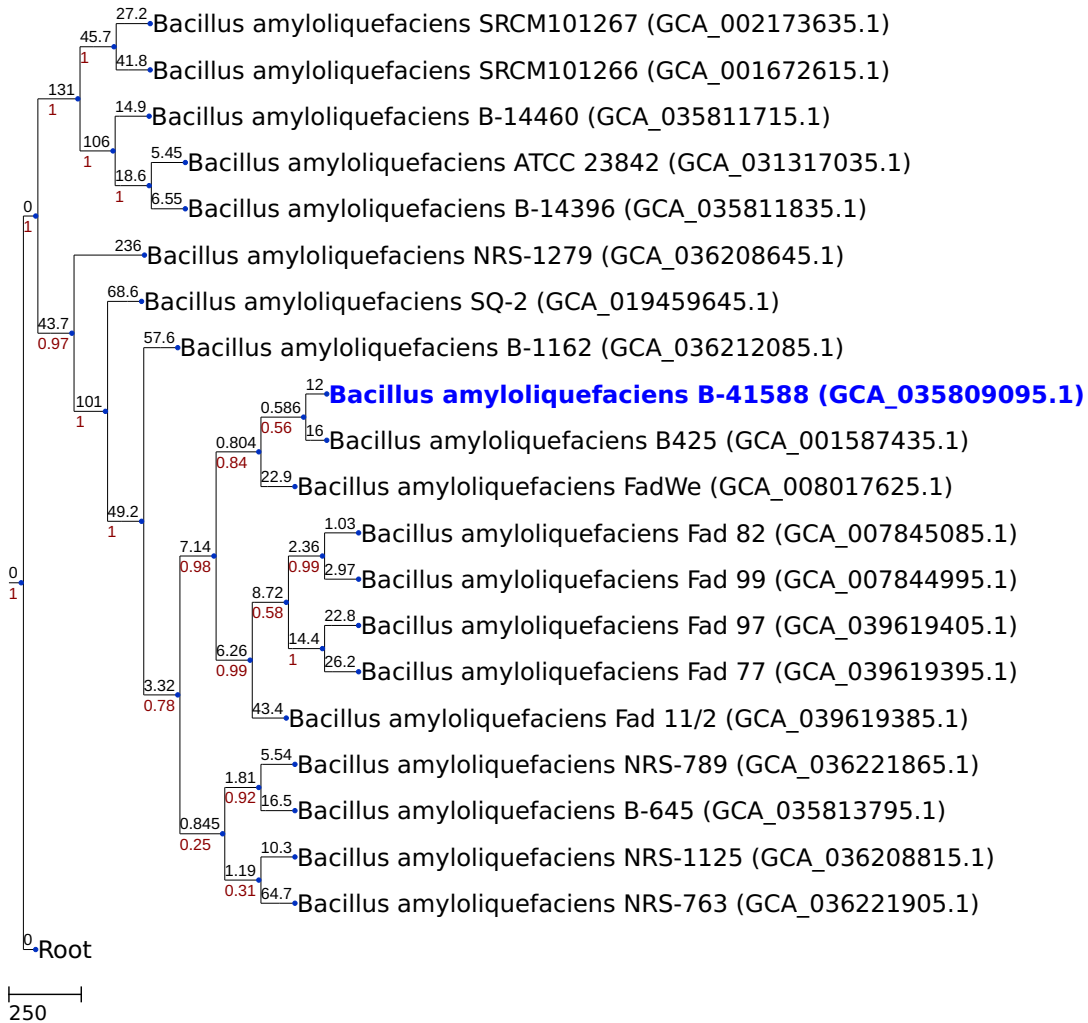 27.2
Bacillus amyloliquefaciens SRCM101267 (GCA_002173635.1)
45.7
1
41.8
Bacillus amyloliquefaciens SRCM101266 (GCA_001672615.1)
131
1
14.9
Bacillus amyloliquefaciens B-14460 (GCA_035811715.1)
106
1
5.45
Bacillus amyloliquefaciens ATCC 23842 (GCA_031317035.1)
18.6
1
6.55
Bacillus amyloliquefaciens B-14396 (GCA_035811835.1)
0
1
236
Bacillus amyloliquefaciens NRS-1279 (GCA_036208645.1)
68.6
Bacillus amyloliquefaciens SQ-2 (GCA_019459645.1)
43.7
0.97
57.6
Bacillus amyloliquefaciens B-1162 (GCA_036212085.1)
12
Bacillus amyloliquefaciens B-41588 (GCA_035809095.1)
101
1
0.586
0.56
16
Bacillus amyloliquefaciens B425 (GCA_001587435.1)
0.804
0.84
22.9
Bacillus amyloliquefaciens FadWe (GCA_008017625.1)
49.2
1
1.03
Bacillus amyloliquefaciens Fad 82 (GCA_007845085.1)
7.14
0.98
2.36
0.99
2.97
Bacillus amyloliquefaciens Fad 99 (GCA_007844995.1)
0
1
8.72
0.58
22.8
Bacillus amyloliquefaciens Fad 97 (GCA_039619405.1)
14.4
1
6.26
0.99
26.2
Bacillus amyloliquefaciens Fad 77 (GCA_039619395.1)
3.32
0.78
43.4
Bacillus amyloliquefaciens Fad 11/2 (GCA_039619385.1)
5.54
Bacillus amyloliquefaciens NRS-789 (GCA_036221865.1)
1.81
0.92
16.5
Bacillus amyloliquefaciens B-645 (GCA_035813795.1)
0.845
0.25
10.3
Bacillus amyloliquefaciens NRS-1125 (GCA_036208815.1)
1.19
0.31
64.7
Bacillus amyloliquefaciens NRS-763 (GCA_036221905.1)
0
Root
250